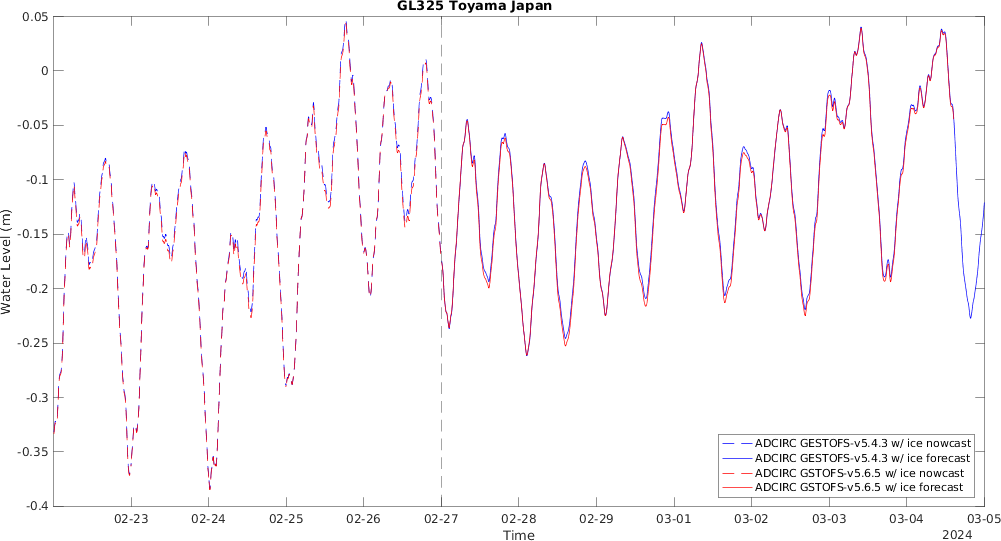 GL325 Toyama Japan
0.05
0
-0.05
-0.1
-0.15
-0.2
-0.25
-0.3
-0.35
-0.4
Water Level (m)
ADCIRC GESTOFS-v5.4.3 w/ ice nowcast
ADCIRC GESTOFS-v5.4.3 w/ ice forecast
ADCIRC GSTOFS-v5.6.5 w/ ice nowcast
ADCIRC GSTOFS-v5.6.5 w/ ice forecast
02-23 02-24 02-25 02-26 02-27 02-28 02-29 03-01 03-02 03-03 03-04 03-05
Time
2024